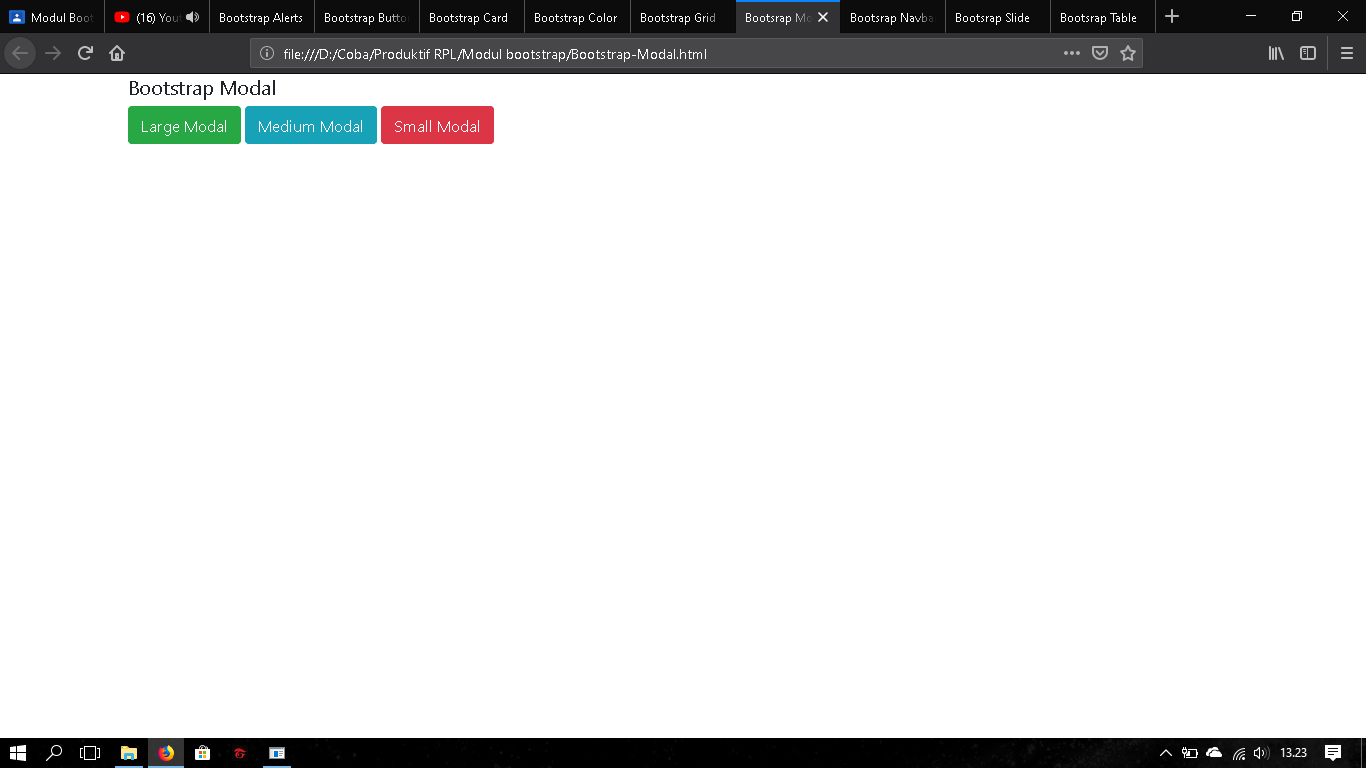 Modul Boot
(16) Yout
Bootstrap Alerts
Bootstrap Butto
Bootstrap Card
Bootstrap Color
Bootstrap Grid
Bootsrap Mo
Bootsrap Navba
Bootsrap Slide
Bootsrap Table
file:///D:/Coba/Produktif RPL/Modul bootstrap/Bootstrap-Modal.html
Bootstrap Modal
Large Modal
Medium Modal
Small Modal
13.23